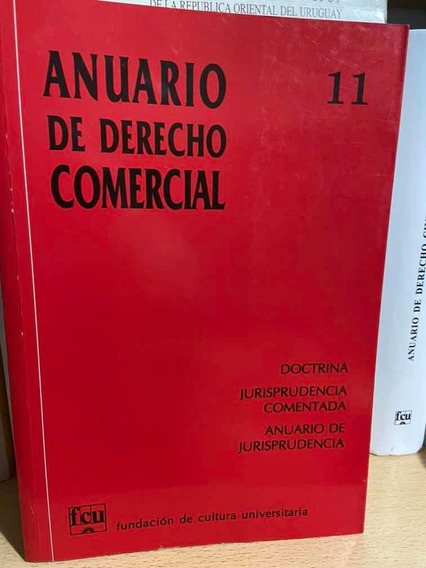 DE LA REPUBLICA ORIENTAL DEL URUGUAY
ANUARIO 11
DE DERECHO
COMERCIAL
DOCTRINA
JURISPRUDENCIA
COMENTADA
ANUARIO DE
JURISPRUDENCIA
fcu fundación de cultura universitaria
ANUARIO DE DERECHO
fcu